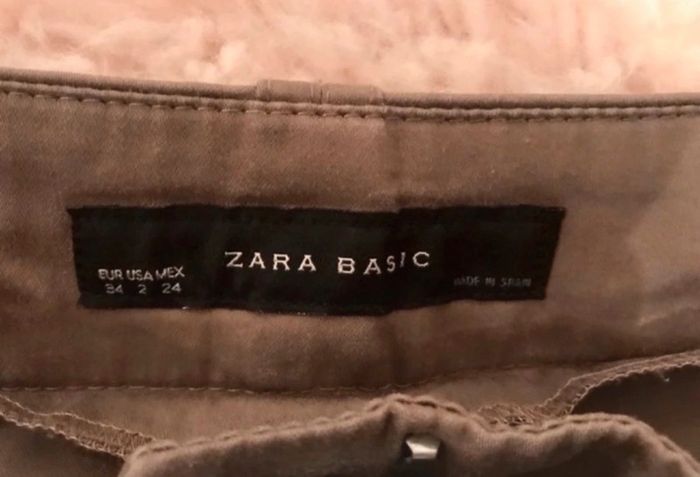 ZARA BASIC
EUR USA MEX
34 2 24
MADE IN SPAIN